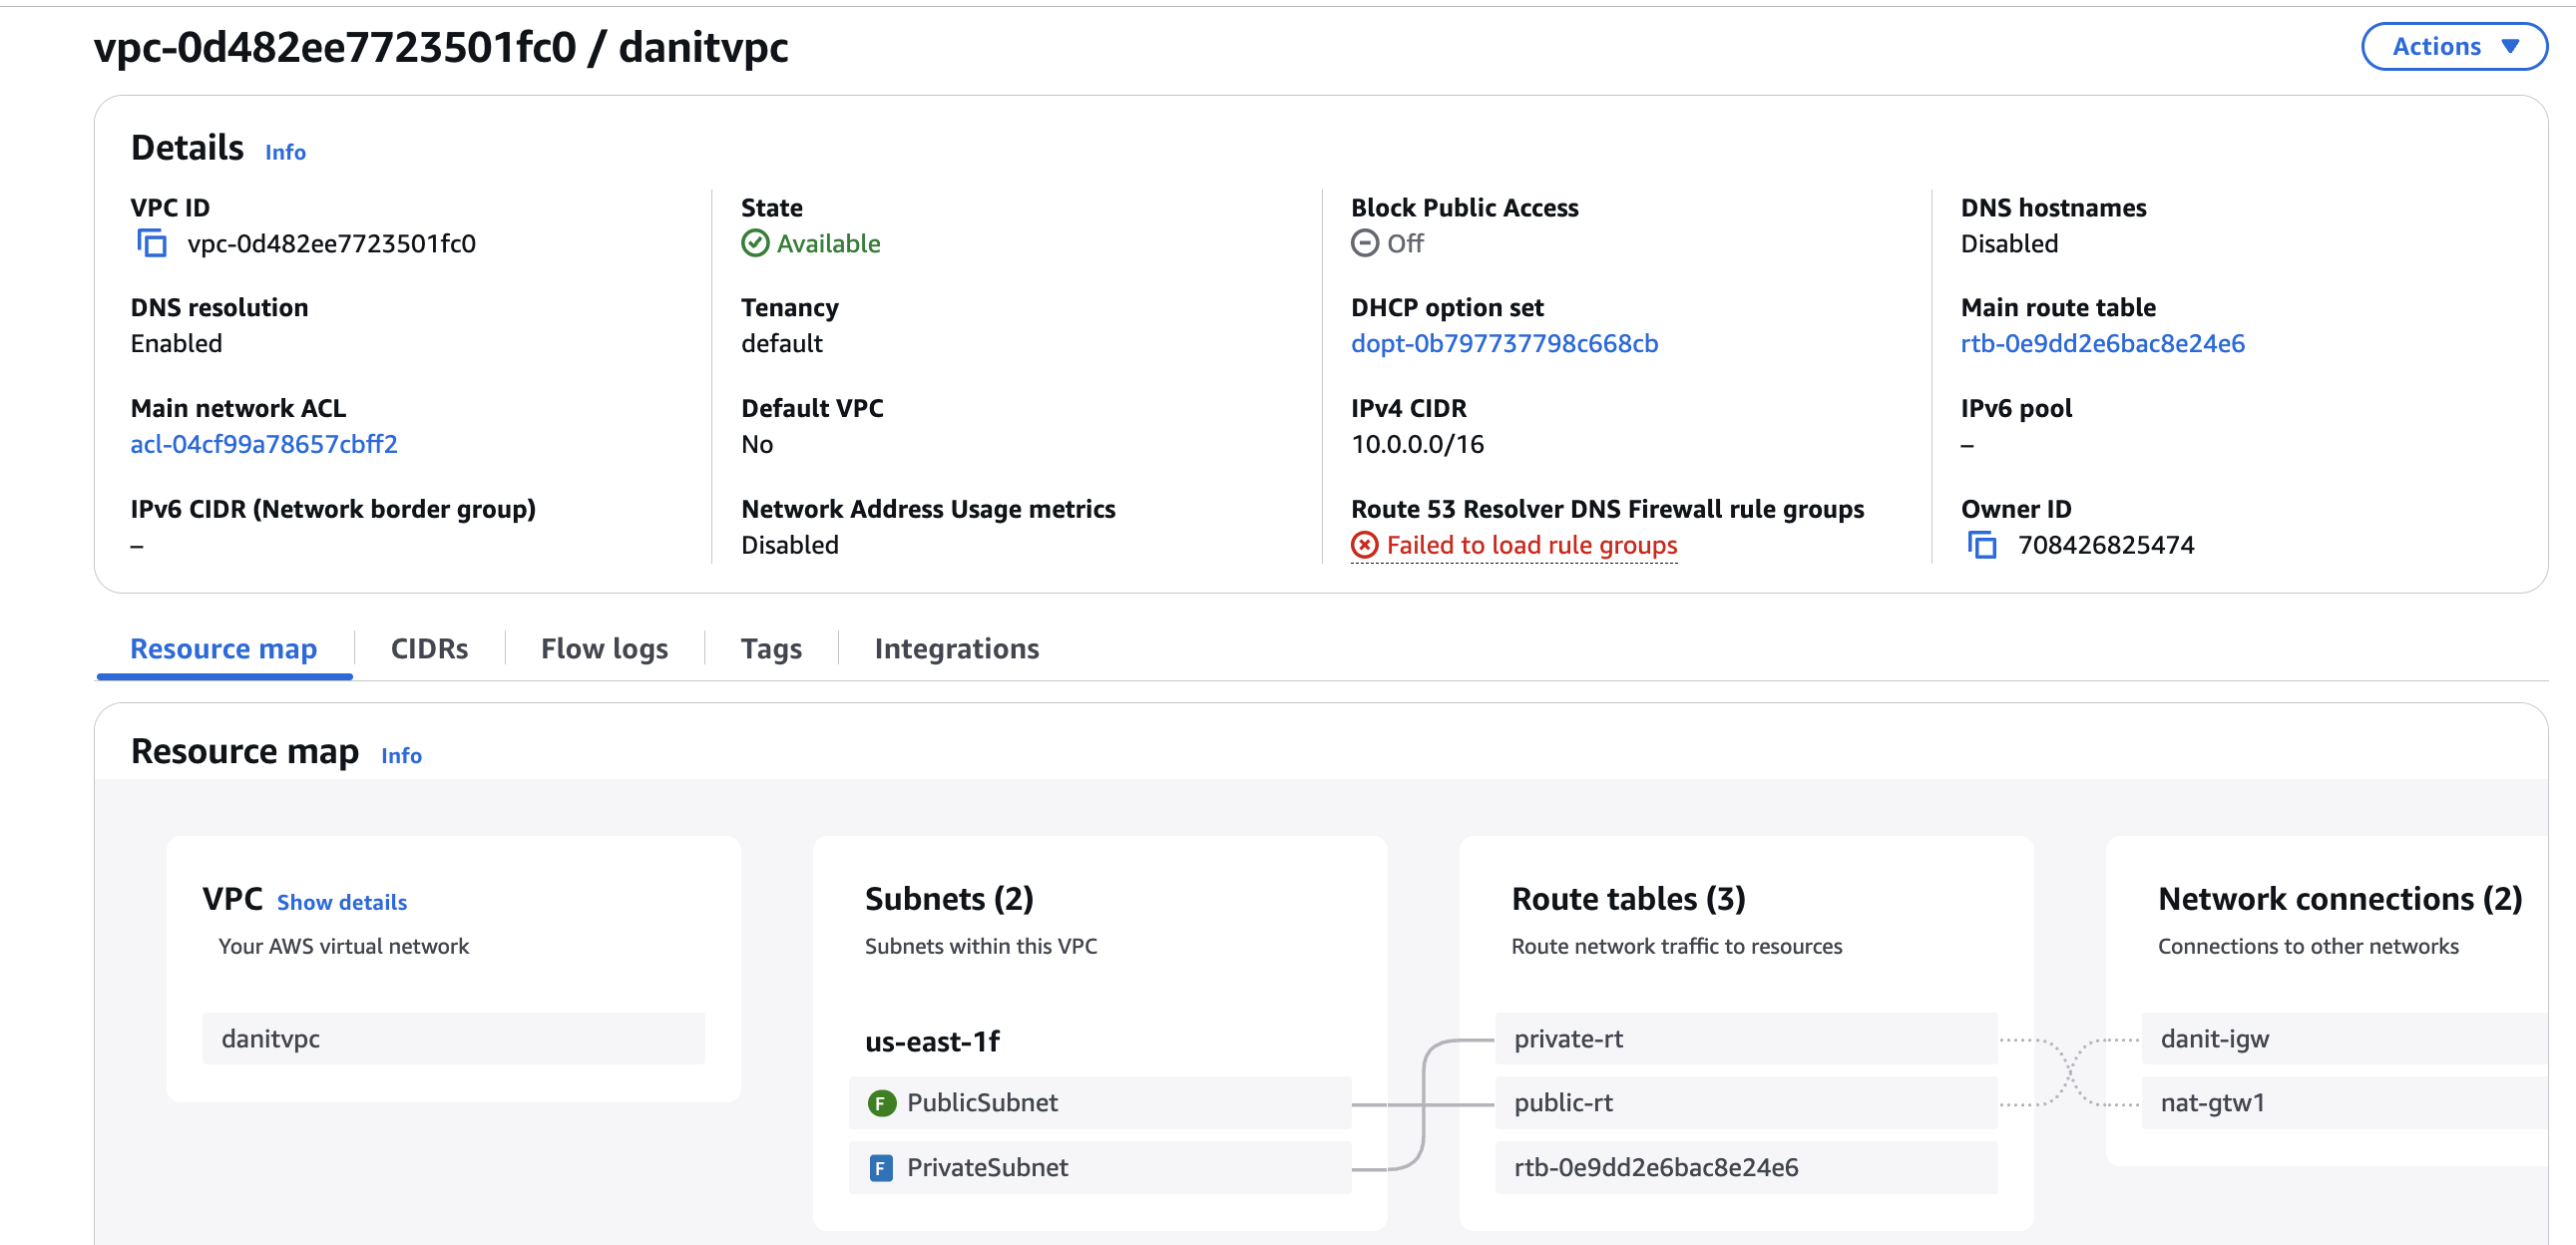 vpc-0d482ee7723501fc0 / danitvpc
Actions
Details Info
VPC ID
vpc-0d482ee7723501fc0
State
Available
Block Public Access
Off
DNS hostnames
Disabled
DNS resolution
Enabled
Tenancy
default
DHCP option set
dopt-0b797737798c668cb
Main route table
rtb-0e9dd2e6bac8e24e6
Main network ACL
acl-04cf99a78657cbff2
Default VPC
No
IPv4 CIDR
10.0.0.0/16
IPv6 pool
–
IPv6 CIDR (Network border group)
–
Network Address Usage metrics
Disabled
Route 53 Resolver DNS Firewall rule groups
Failed to load rule groups
Owner ID
708426825474
Resource map
CIDRs
Flow logs
Tags
Integrations
Resource map Info
VPC Show details
Your AWS virtual network
danitvpc
Subnets (2)
Subnets within this VPC
us-east-1f
F PublicSubnet
F PrivateSubnet
Route tables (3)
Route network traffic to resources
private-rt
public-rt
rtb-0e9dd2e6bac8e24e6
Network connections (2)
Connections to other networks
danit-igw
nat-gtw1